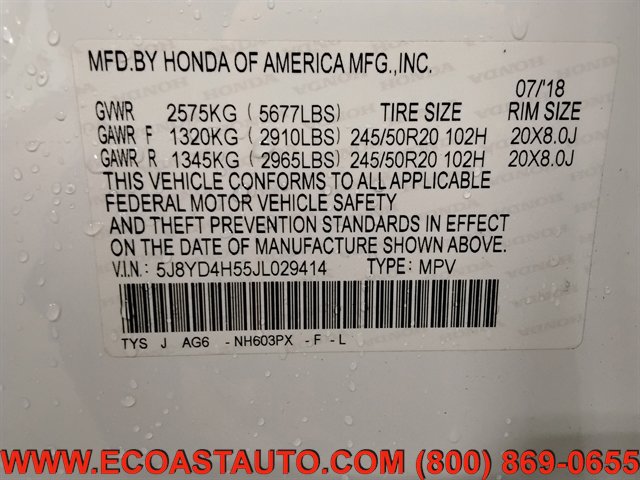 MFD.BY HONDA OF AMERICA MFG.,INC.
07/'18
GVWR 2575KG ( 5677LBS) TIRE SIZE RIM SIZE
GAWR F 1320KG ( 2910LBS) 245/50R20 102H 20X8.0J
GAWR R 1345KG ( 2965LBS) 245/50R20 102H 20X8.0J
THIS VEHICLE CONFORMS TO ALL APPLICABLE
FEDERAL MOTOR VEHICLE SAFETY
AND THEFT PREVENTION STANDARDS IN EFFECT
ON THE DATE OF MANUFACTURE SHOWN ABOVE.
V.I.N.: 5J8YD4H55JL029414 TYPE: MPV
TYS J AG6 -NH603PX -F -L
WWW.ECOASTAUTO.COM (800) 869-0655